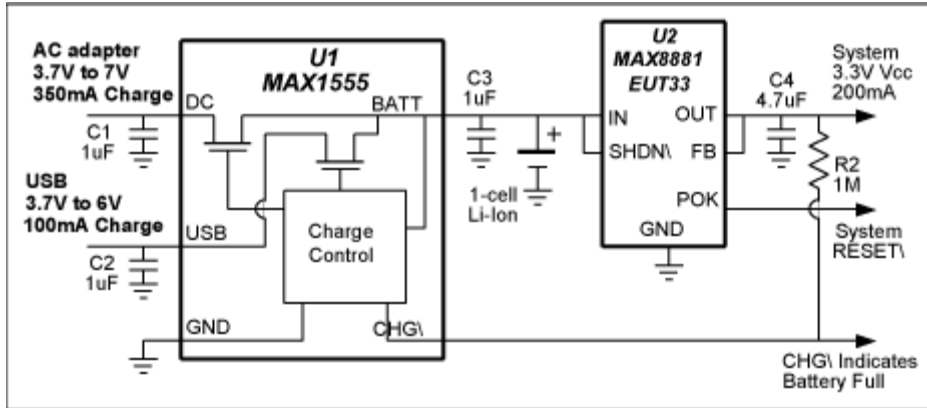 AC adapter
3.7V to 7V
350mA Charge
C1
1uF
USB
3.7V to 6V
100mA Charge
C2
1uF
U1
MAX1555
DC
BATT
USB
Charge
Control
GND
CHG\
C3
1uF
+
1-cell
Li-Ion
U2
MAX8881
EUT33
IN
OUT
SHDN\
FB
POK
GND
C4
4.7uF
System
3.3V Vcc
200mA
R2
1M
System
RESET\
CHG\ Indicates
Battery Full